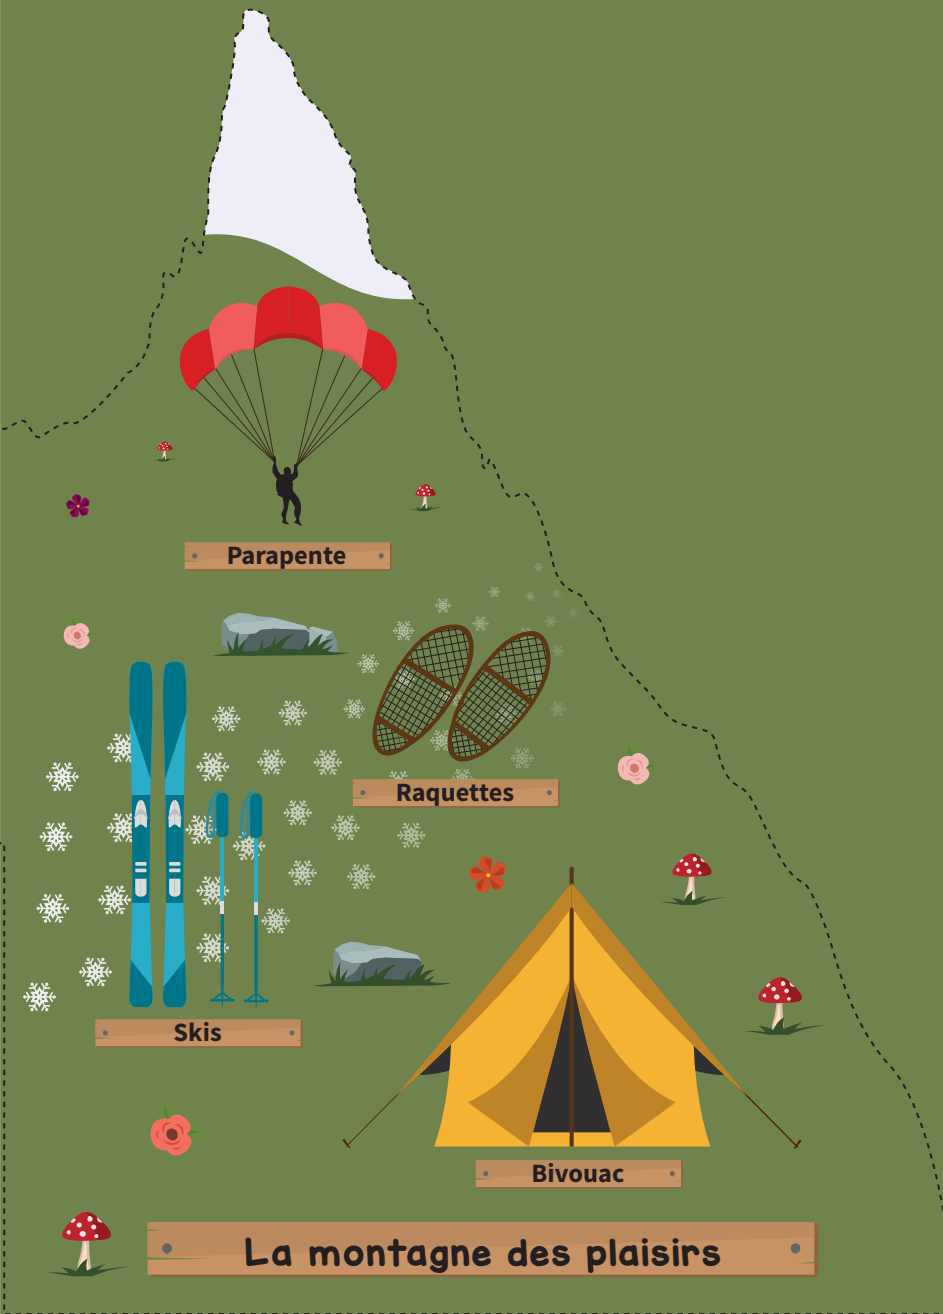 Parapente
Raquettes
Skis
Bivouac
La montagne des plaisirs